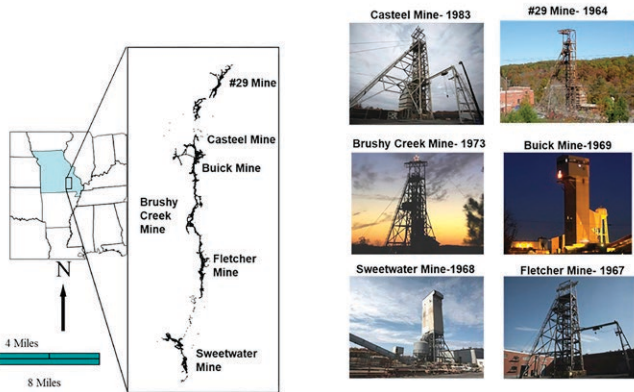 #29 Mine
Casteel Mine
Buick Mine
Brushy
Creek
Mine
Fletcher
Mine
Sweetwater
Mine
N
4 Miles
8 Miles
Casteel Mine- 1983
#29 Mine- 1964
Brushy Creek Mine- 1973
Buick Mine-1969
Sweetwater Mine-1968
Fletcher Mine- 1967